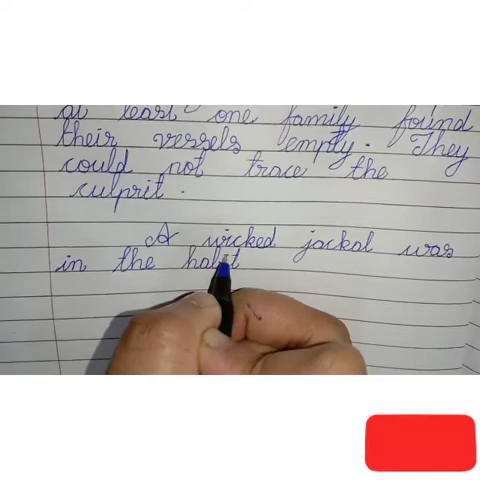 at least one family found
their vessels empty. They
could not trace the
culprit.
A wicked jackal was
in the habit